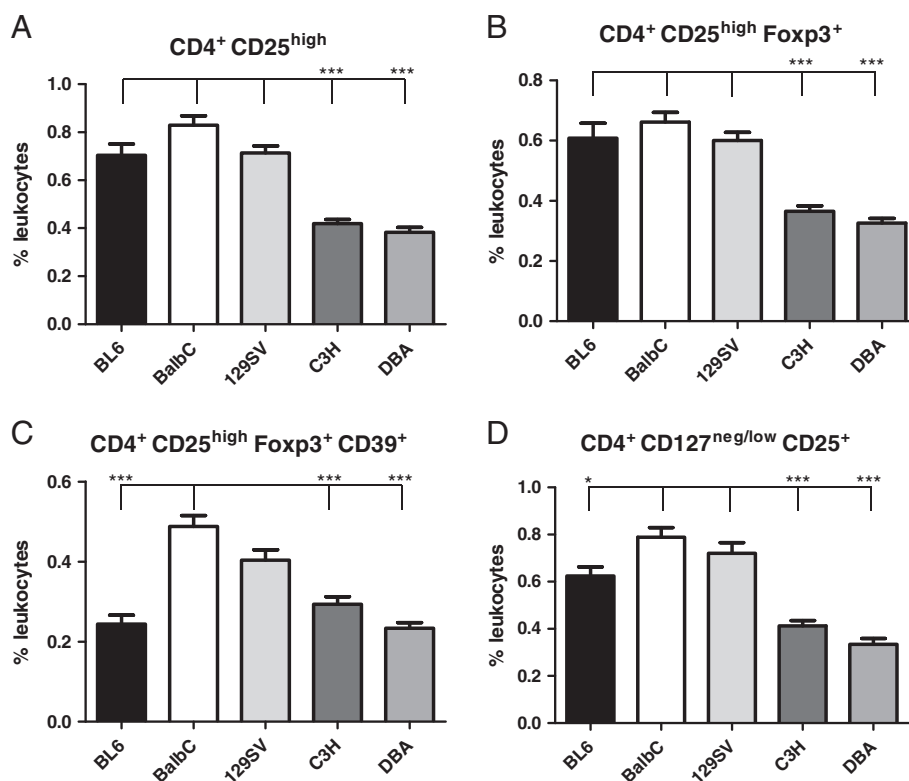 A
CD4+ CD25high
*** ***
1.0
0.8
0.6
0.4
0.2
0.0
% leukocytes
BL6 BalbC 129SV C3H DBA
B
CD4+ CD25high Foxp3+
*** ***
0.8
0.6
0.4
0.2
0.0
% leukocytes
BL6 BalbC 129SV C3H DBA
C
CD4+ CD25high Foxp3+ CD39+
*** *** ***
0.6
0.4
0.2
0.0
% leukocytes
BL6 BalbC 129SV C3H DBA
D
CD4+ CD127neg/low CD25+
* *** ***
1.0
0.8
0.6
0.4
0.2
0.0
% leukocytes
BL6 BalbC 129SV C3H DBA